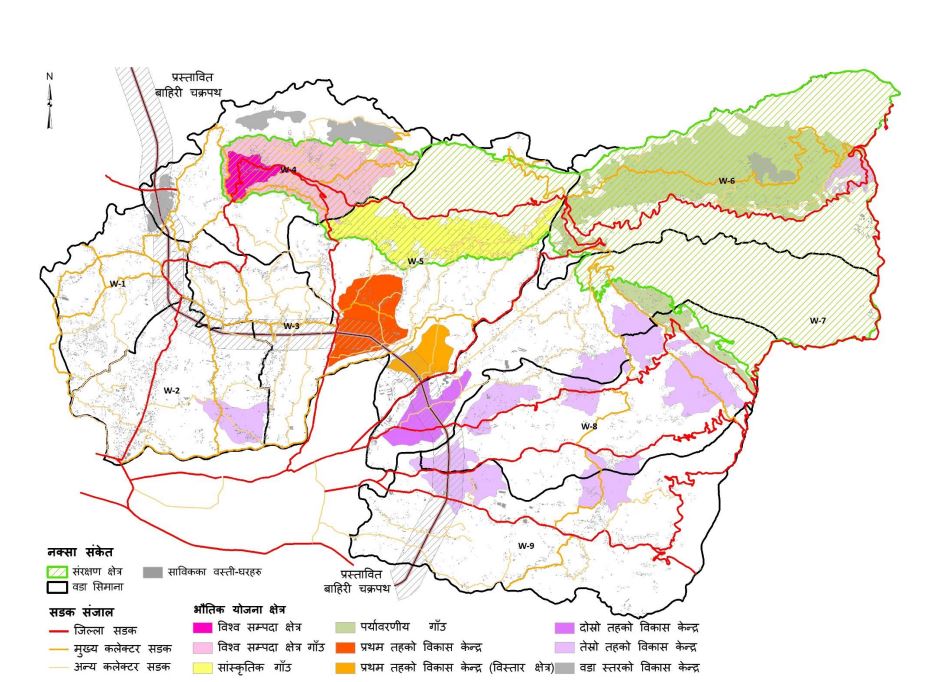 N
प्रस्तावित
बाहिरी चक्रपथ
W-4
W-6
W-5
W-1
W-3
W-7
W-2
W-8
W-9
प्रस्तावित
बाहिरी चक्रपथ
नक्सा संकेत
संरक्षण क्षेत्र
साविकका वस्ती-घरहरु
वडा सिमाना
सडक संजाल
जिल्ला सडक
मुख्य कलेक्टर सडक
अन्य कलेक्टर सडक
भौतिक योजना क्षेत्र
विश्व सम्पदा क्षेत्र
विश्व सम्पदा क्षेत्र गाँउ
सांस्कृतिक गाँउ
पर्यावरणीय गाँउ
प्रथम तहको विकास केन्द्र
प्रथम तहको विकास केन्द्र (विस्तार क्षेत्र)
दोस्रो तहको विकास केन्द्र
तेस्रो तहको विकास केन्द्र
वडा स्तरको विकास केन्द्र